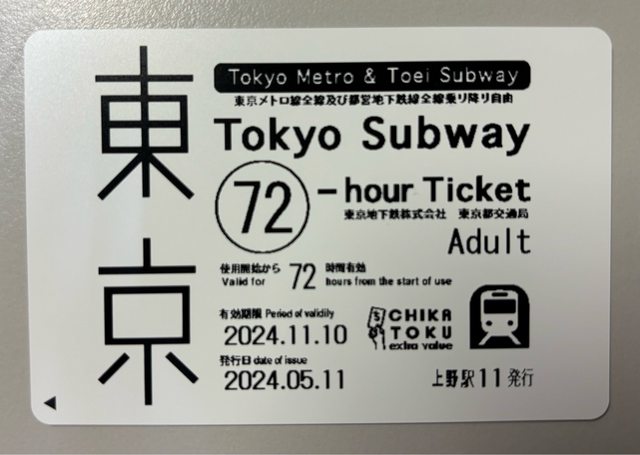 東京
Tokyo Metro & Toei Subway
東京メトロ線全線及び都営地下鉄線全線乗り降り自由
Tokyo Subway
72-hour Ticket
東京地下鉄株式会社 東京都交通局
Adult
使用開始から 72 時間有効
Valid for hours from the start of use
有効期限 Period of validily
2024.11.10
CHIKA
TOKU
extra value
発行日 date of issue
2024.05.11
上野駅11発行